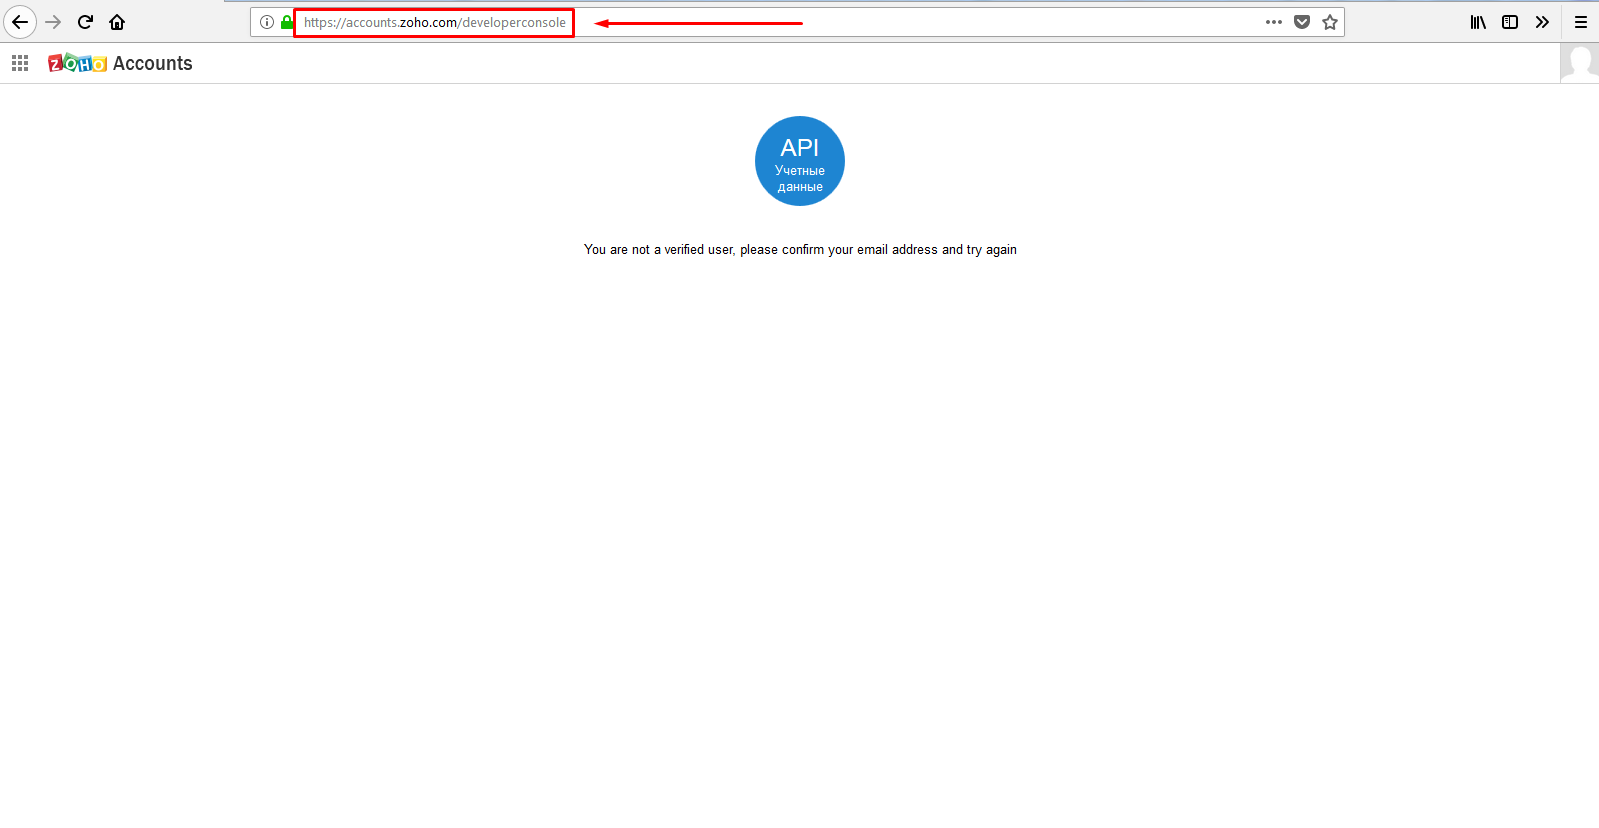 https://accounts.zoho.com/developerconsole
ZOHO Accounts
API
Учетные
данные
You are not a verified user, please confirm your email address and try again